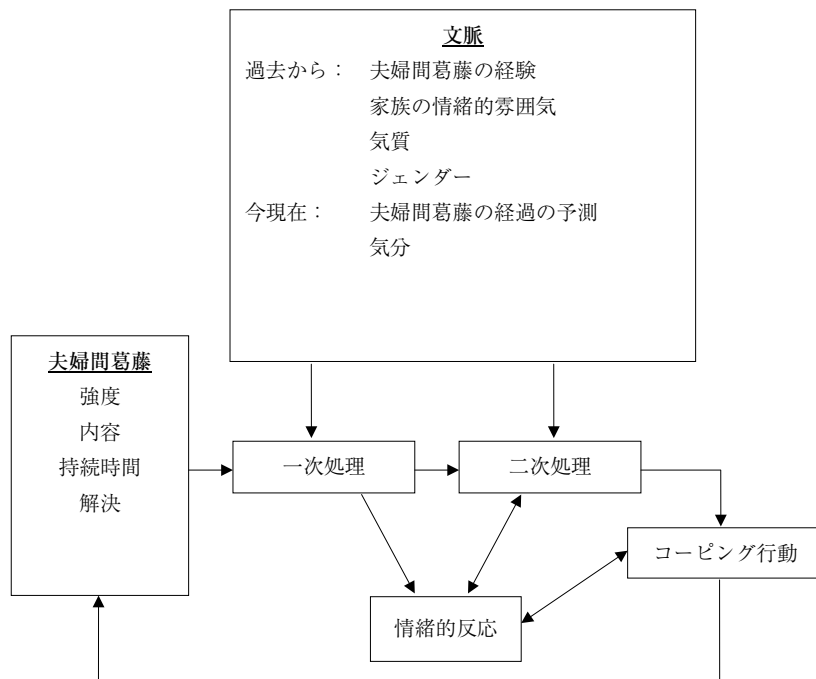 文脈
過去から： 夫婦間葛藤の経験
家族の情緒的雰囲気
気質
ジェンダー
今現在： 夫婦間葛藤の経過の予測
気分
夫婦間葛藤
強度
内容
持続時間
解決
一次処理
二次処理
コーピング行動
情緒的反応